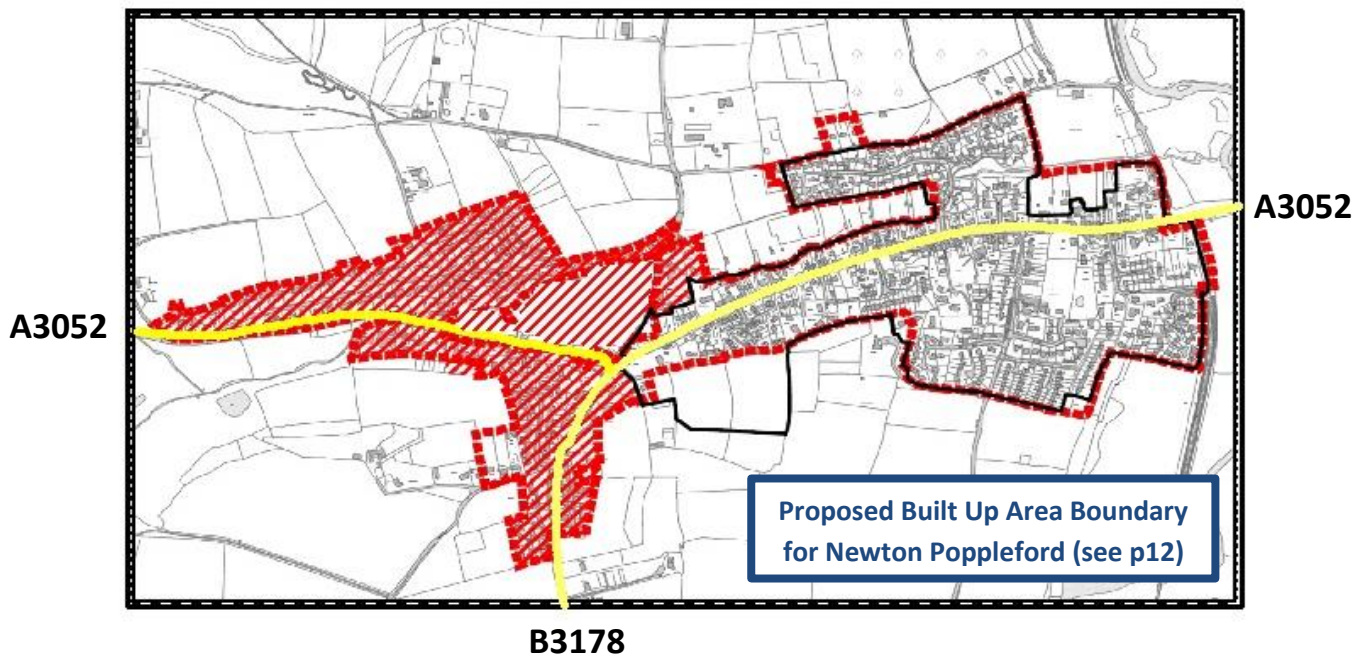 A3052
A3052
Proposed Built Up Area Boundary
for Newton Poppleford (see p12)
B3178